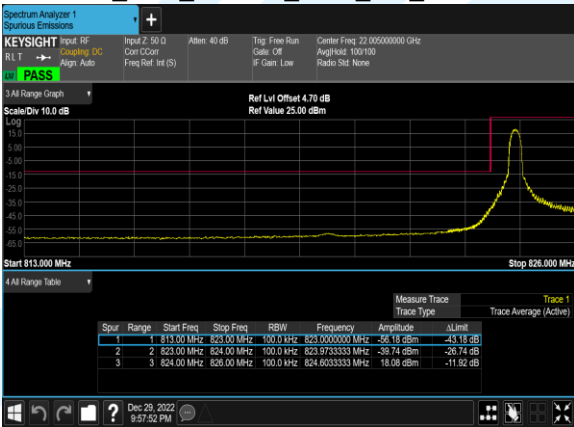 Spectrum Analyzer 1
Spurious Emissions
KEYSIGHT Input: RF Input Z: 50 Ω Atten: 40 dB Trig: Free Run Center Freq: 22.005000000 GHz
RLT Coupling: DC Corr CCorr Gate: Off Avg|Hold: 100/100
Align: Auto Freq Ref: Int (S) IF Gain: Low Radio Std: None
PASS
3 All Range Graph
Ref Lvl Offset 4.70 dB
Scale/Div 10.0 dB Ref Value 25.00 dBm
Log
15.0
5.00
-5.00
-15.0
-25.0
-35.0
-45.0
-55.0
-65.0
Start 813.000 MHz Stop 826.000 MHz
4 All Range Table
Measure Trace Trace 1
Trace Type Trace Average (Active)
Spur Range Start Freq Stop Freq RBW Frequency Amplitude ΔLimit
1 1 813.00 MHz 823.00 MHz 100.0 kHz 823.0000000 MHz -56.18 dBm -43.18 dB
2 2 823.00 MHz 824.00 MHz 100.0 kHz 823.9733333 MHz -39.74 dBm -26.74 dB
3 3 824.00 MHz 826.00 MHz 100.0 kHz 824.6033333 MHz 18.08 dBm -11.92 dB
? Dec 29, 2022
9:57:52 PM